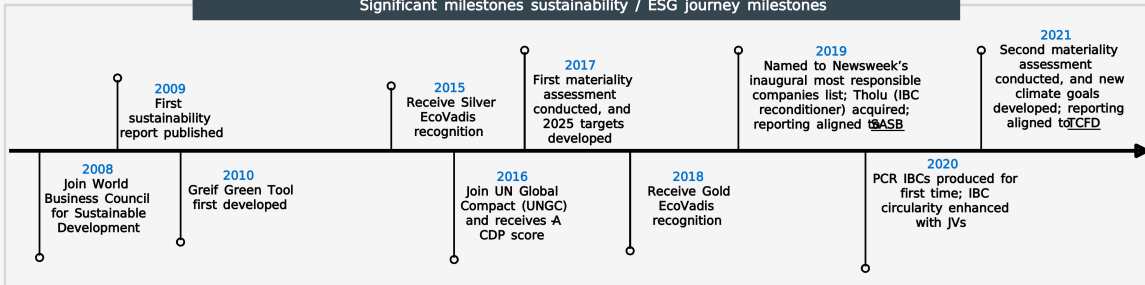 Significant milestones sustainability / ESG journey milestones
2009
First
sustainability
report published
2015
Receive Silver
EcoVadis
recognition
2017
First materiality
assessment
conducted, and
2025 targets
developed
2019
Named to Newsweek’s
inaugural most responsible
companies list; Tholu (IBC
reconditioner) acquired;
reporting aligned to SASB
2021
Second materiality
assessment
conducted, and new
climate goals
developed; reporting
aligned to TCFD
2008
Join World
Business Council
for Sustainable
Development
2010
Greif Green Tool
first developed
2016
Join UN Global
Compact (UNGC)
and receives A-
CDP score
2018
Receive Gold
EcoVadis
recognition
2020
PCR IBCs produced for
first time; IBC
circularity enhanced
with JVs